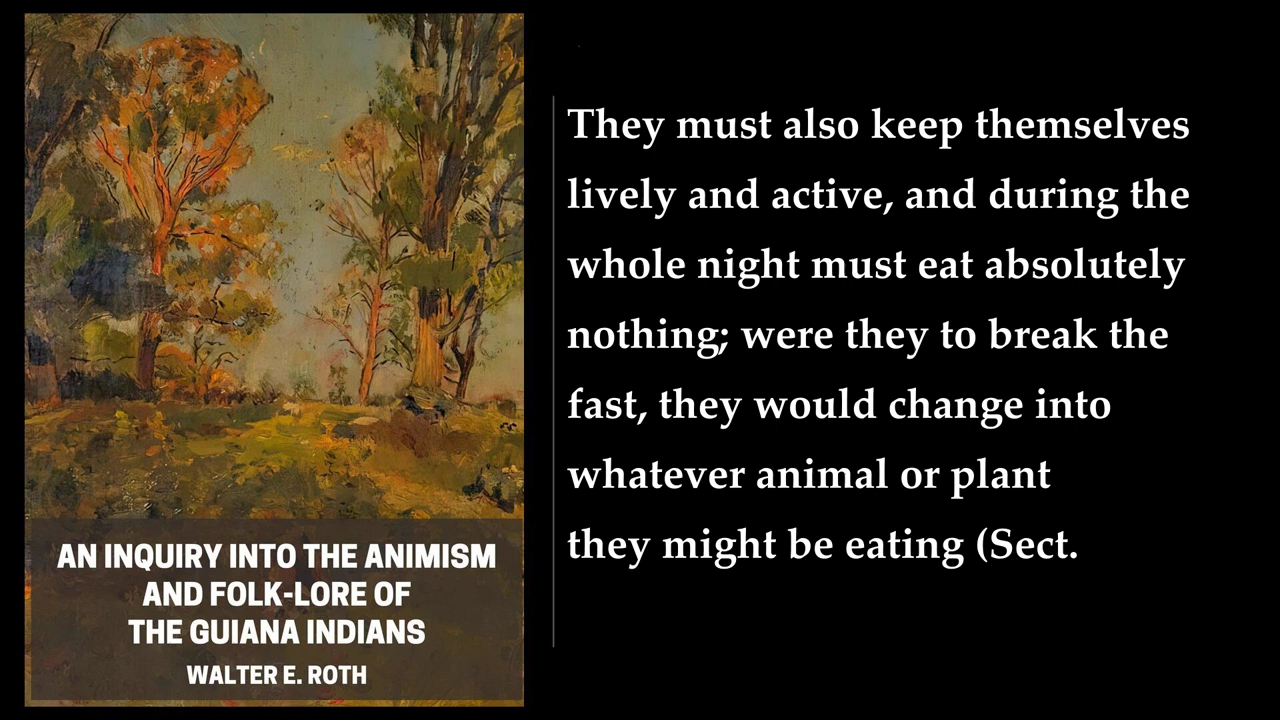 They must also keep themselves
lively and active, and during the
whole night must eat absolutely
nothing; were they to break the
fast, they would change into
whatever animal or plant
they might be eating (Sect.
AN INQUIRY INTO THE ANIMISM
AND FOLK-LORE OF
THE GUIANA INDIANS
WALTER E. ROTH